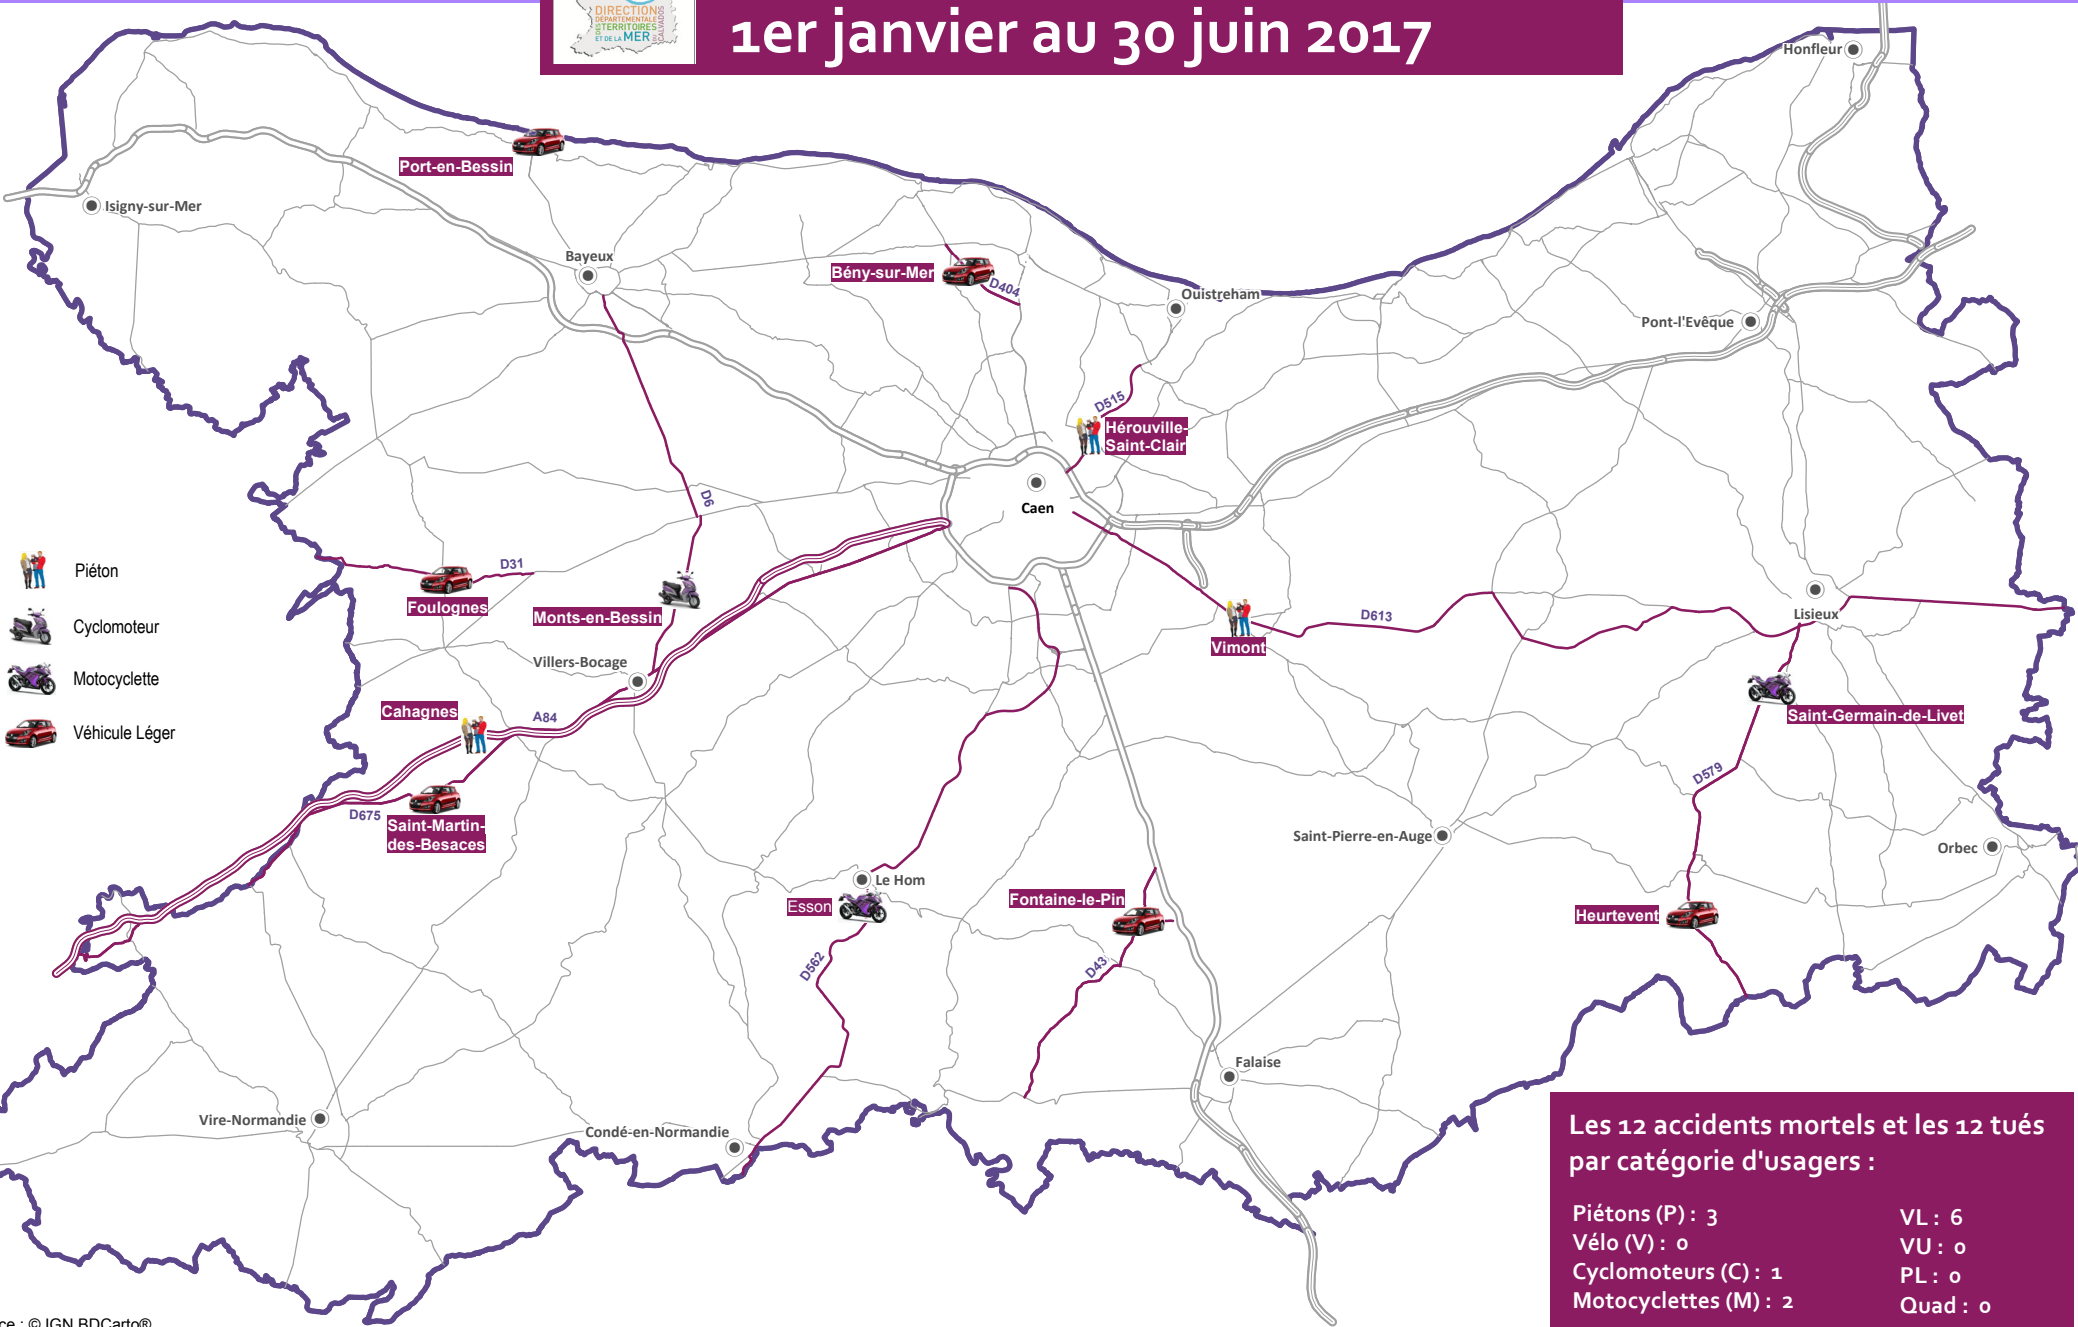 DIRECTION
DÉPARTEMENTALE
DES TERRITOIRES
ET DE LA MER
CALVADOS
1er janvier au 30 juin 2017
Honfleur
Port-en-Bessin
Isigny-sur-Mer
Bayeux
Bény-sur-Mer
D404
Ouistreham
Pont-l'Evêque
D515
Hérouville-
Saint-Clair
D6
Caen
Piéton
Cyclomoteur
Motocyclette
Véhicule Léger
D31
Foulognes
Monts-en-Bessin
Villers-Bocage
Vimont
D613
Lisieux
Cahagnes
A84
Saint-Germain-de-Livet
D579
D675
Saint-Martin-
des-Besaces
Saint-Pierre-en-Auge
Orbec
Le Hom
Esson
Fontaine-le-Pin
Heurtevent
D562
D43
Falaise
Vire-Normandie
Condé-en-Normandie
Les 12 accidents mortels et les 12 tués
par catégorie d'usagers :
Piétons (P) : 3
Vélo (V) : 0
Cyclomoteurs (C) : 1
Motocyclettes (M) : 2
VL : 6
VU : 0
PL : 0
Quad : 0
ce : © IGN BDCarto®